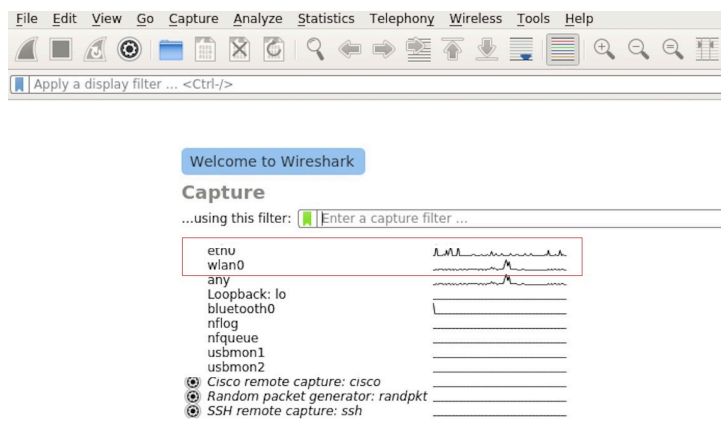 File Edit View Go Capture Analyze Statistics Telephony Wireless Tools Help
Apply a display filter ... <Ctrl-/>
Welcome to Wireshark
Capture
...using this filter: Enter a capture filter ...
eth0
wlan0
any
Loopback: lo
bluetooth0
nflog
nfqueue
usbmon1
usbmon2
Cisco remote capture: cisco
Random packet generator: randpkt
SSH remote capture: ssh